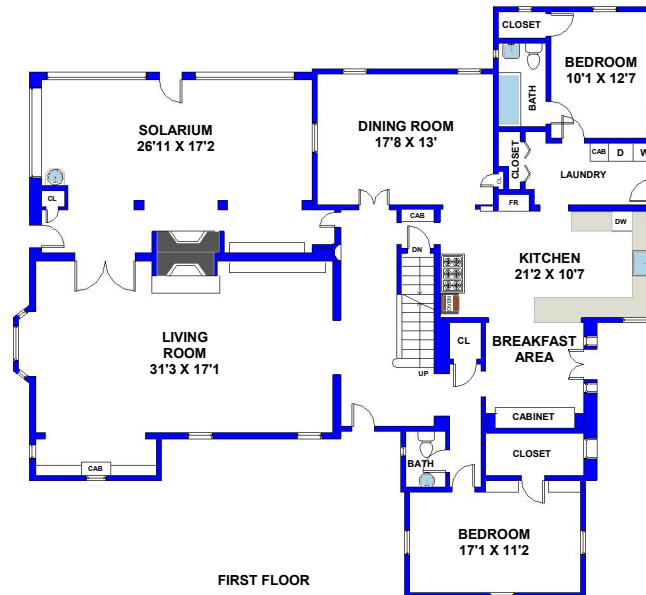 CLOSET
BEDROOM
10'1 X 12'7
BATH
SOLARIUM
26'11 X 17'2
DINING ROOM
17'8 X 13'
CLOSET
CAB
D
W
LAUNDRY
CL
CL
FR
CAB
DW
DN
KITCHEN
21'2 X 10'7
OVEN
LIVING
ROOM
31'3 X 17'1
CL
BREAKFAST
AREA
UP
CABINET
CAB
BATH
CLOSET
BEDROOM
17'1 X 11'2
FIRST FLOOR